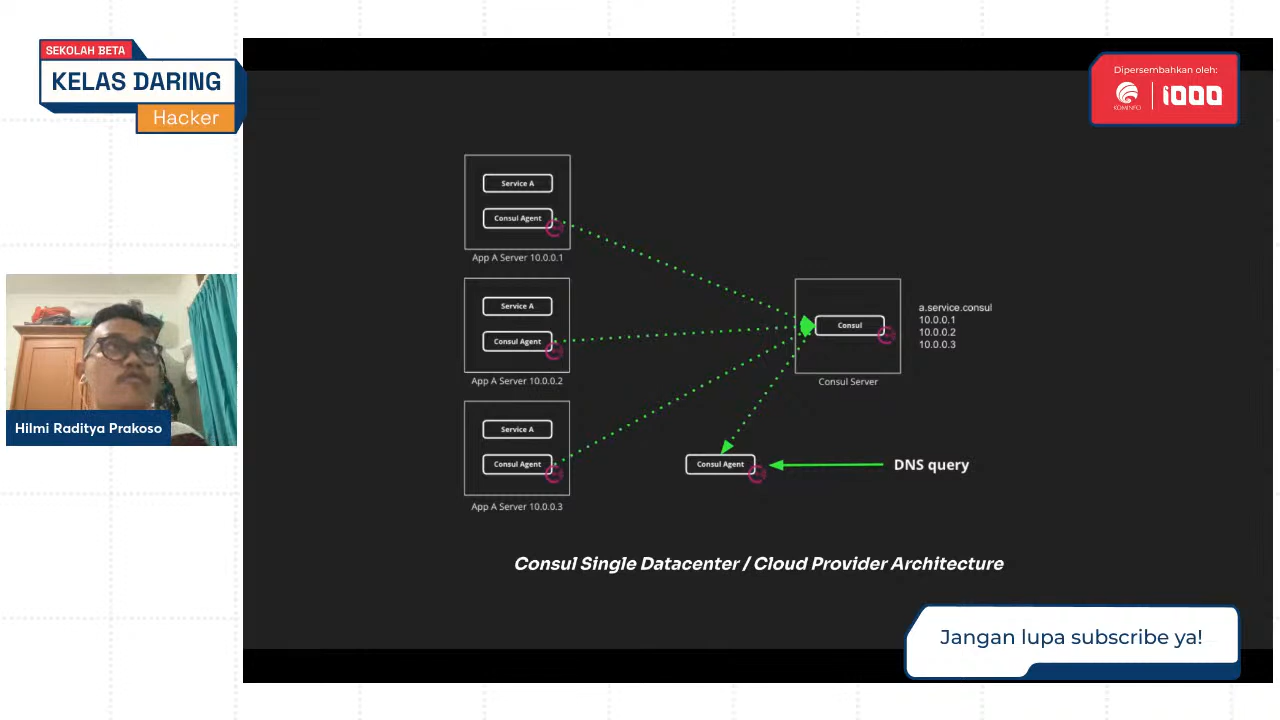 SEKOLAH BETA
KELAS DARING
Hacker
Dipersembahkan oleh:
KOMINFO
1000
Service A
Consul Agent
App A Server 10.0.0.1
Service A
Consul Agent
App A Server 10.0.0.2
Service A
Consul Agent
App A Server 10.0.0.3
Consul
Consul Server
a.service.consul
10.0.0.1
10.0.0.2
10.0.0.3
Consul Agent
DNS query
Consul Single Datacenter / Cloud Provider Architecture
Hilmi Raditya Prakoso
Jangan lupa subscribe ya!